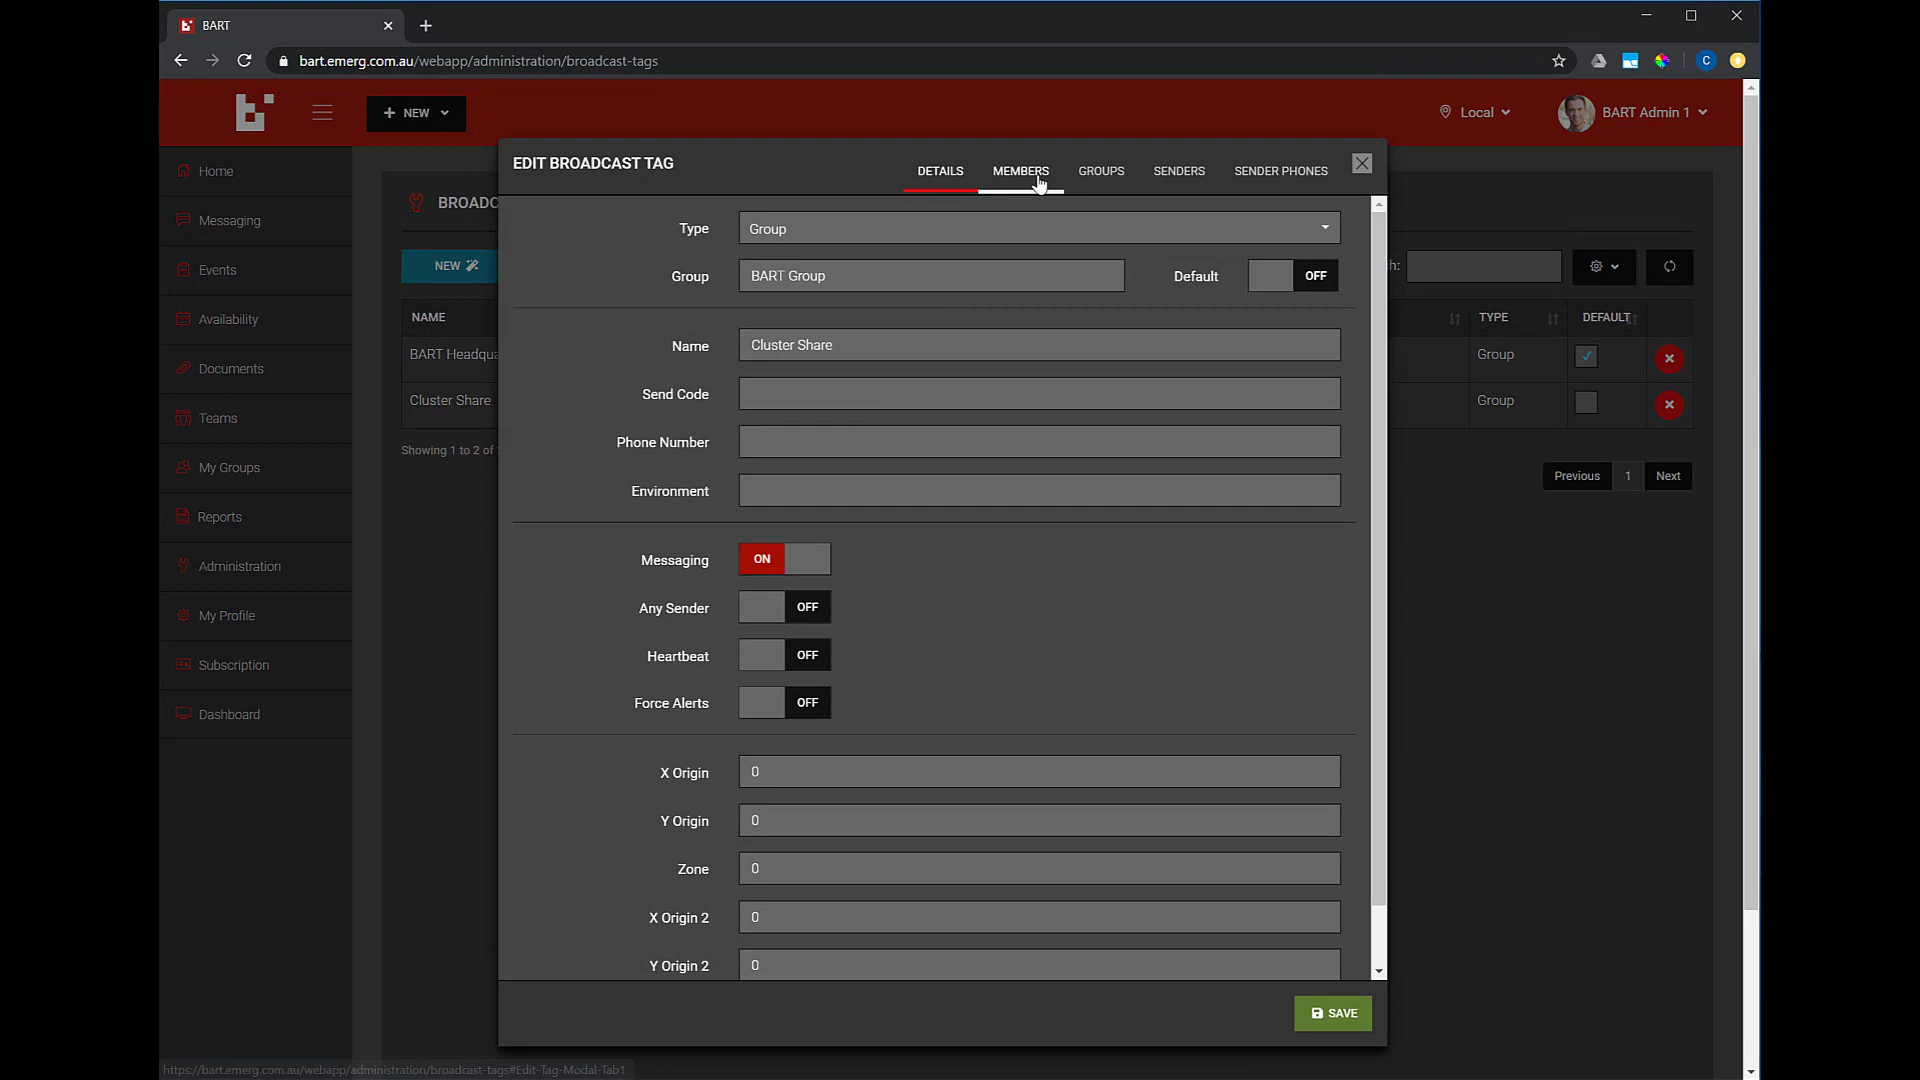 BART
bart.emerg.com.au/webapp/administration/broadcast-tags
NEW
Local
BART Admin 1
Home
Messaging
Events
Availability
Documents
Teams
My Groups
Reports
Administration
My Profile
Subscription
Dashboard
BROADC
NEW
h:
NAME
TYPE
DEFAULT
BART Headqua
Group
Cluster Share
Group
Showing 1 to 2 of
Previous
1
Next
EDIT BROADCAST TAG
DETAILS
MEMBERS
GROUPS
SENDERS
SENDER PHONES
Type
Group
Group
BART Group
Default
OFF
Name
Cluster Share
Send Code
Phone Number
Environment
Messaging
ON
Any Sender
OFF
Heartbeat
OFF
Force Alerts
OFF
X Origin
0
Y Origin
0
Zone
0
X Origin 2
0
Y Origin 2
0
SAVE
https://bart.emerg.com.au/webapp/administration/broadcast-tags#Edit-Tag-Modal-Tab1